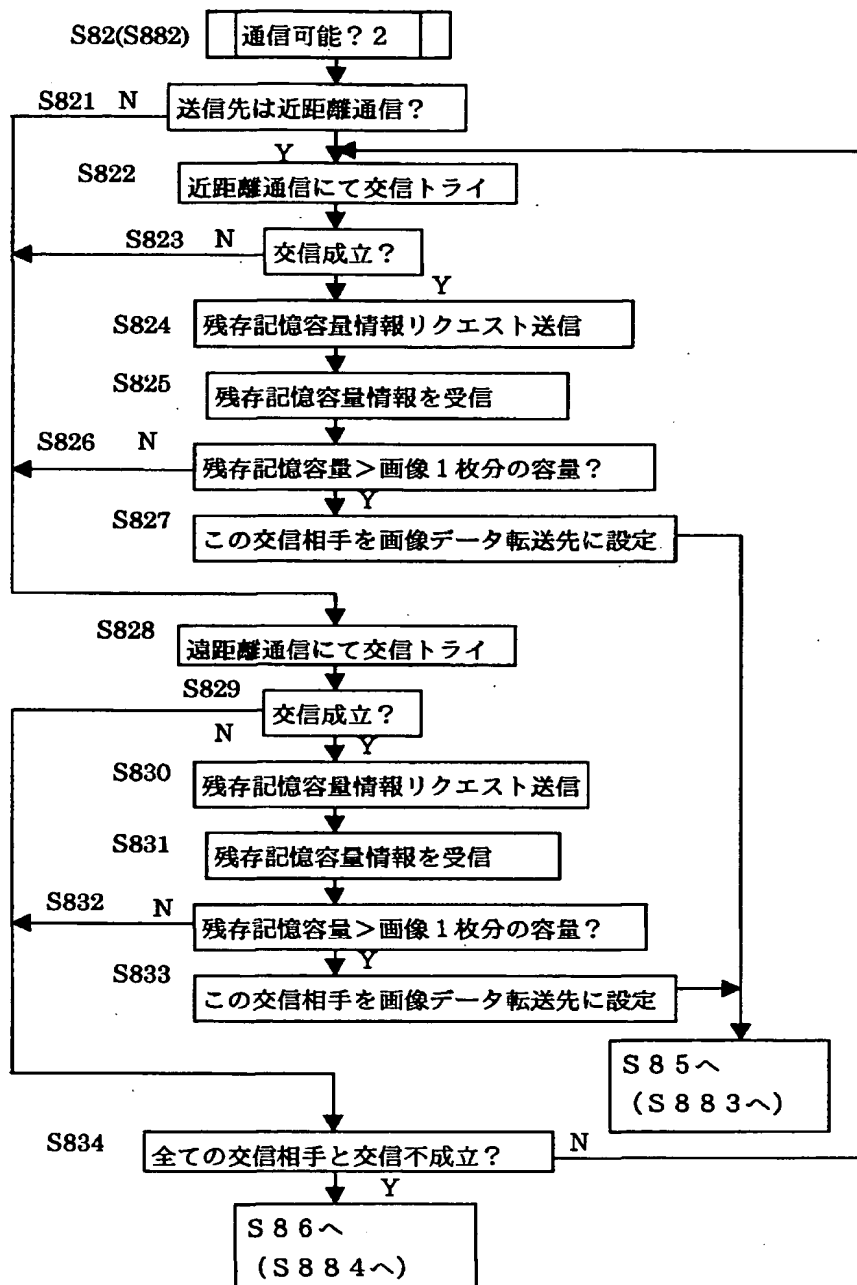 S82(S882) 通信可能？２
S821 N 送信先は近距離通信？
Y
S822 近距離通信にて交信トライ
S823 N 交信成立？
Y
S824 残存記憶容量情報リクエスト送信
S825 残存記憶容量情報を受信
S826 N 残存記憶容量＞画像１枚分の容量？
Y
S827 この交信相手を画像データ転送先に設定
S828 遠距離通信にて交信トライ
S829 交信成立？
N Y
S830 残存記憶容量情報リクエスト送信
S831 残存記憶容量情報を受信
S832 N 残存記憶容量＞画像１枚分の容量？
Y
S833 この交信相手を画像データ転送先に設定
Ｓ８５へ
（Ｓ８８３へ）
S834 全ての交信相手と交信不成立？ N
Y
Ｓ８６へ
（Ｓ８８４へ）